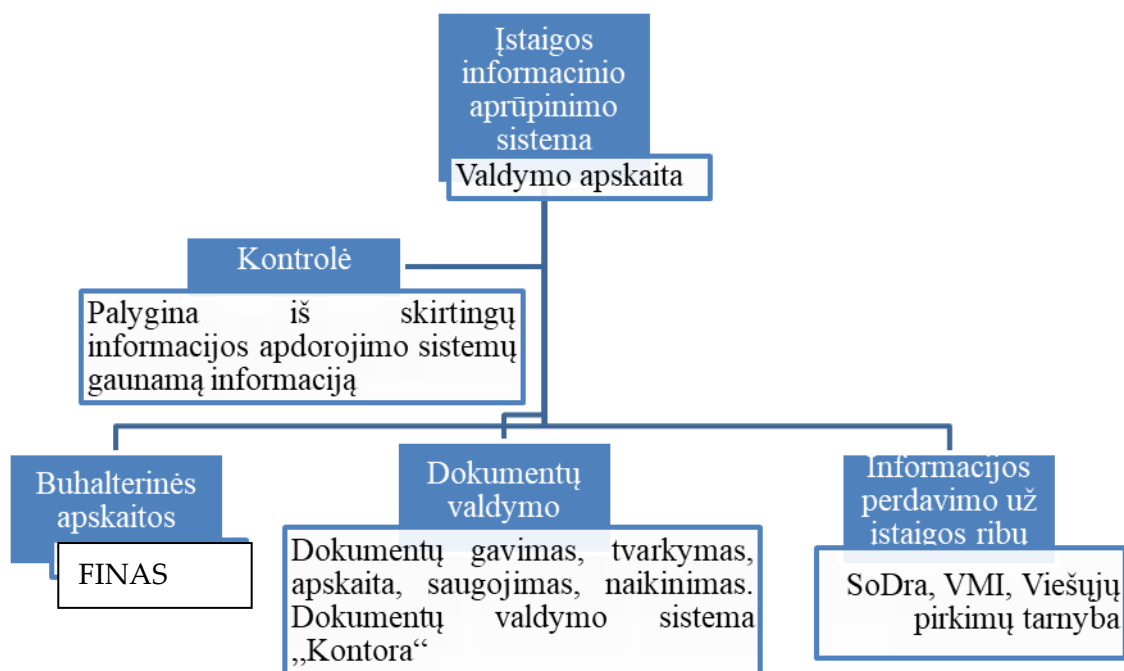 Įstaigos
informacinio
aprūpinimo
sistema
Valdymo apskaita
Kontrolė
Palygina iš skirtingų
informacijos apdorojimo sistemų
gaunamą informaciją
Buhalterinės
apskaitos
FINAS
Dokumentų
valdymo
Dokumentų gavimas, tvarkymas,
apskaita, saugojimas, naikinimas.
Dokumentų valdymo sistema
„Kontora“
Informacijos
perdavimo už
įstaigos ribų
SoDra, VMI, Viešųjų
pirkimų tarnyba